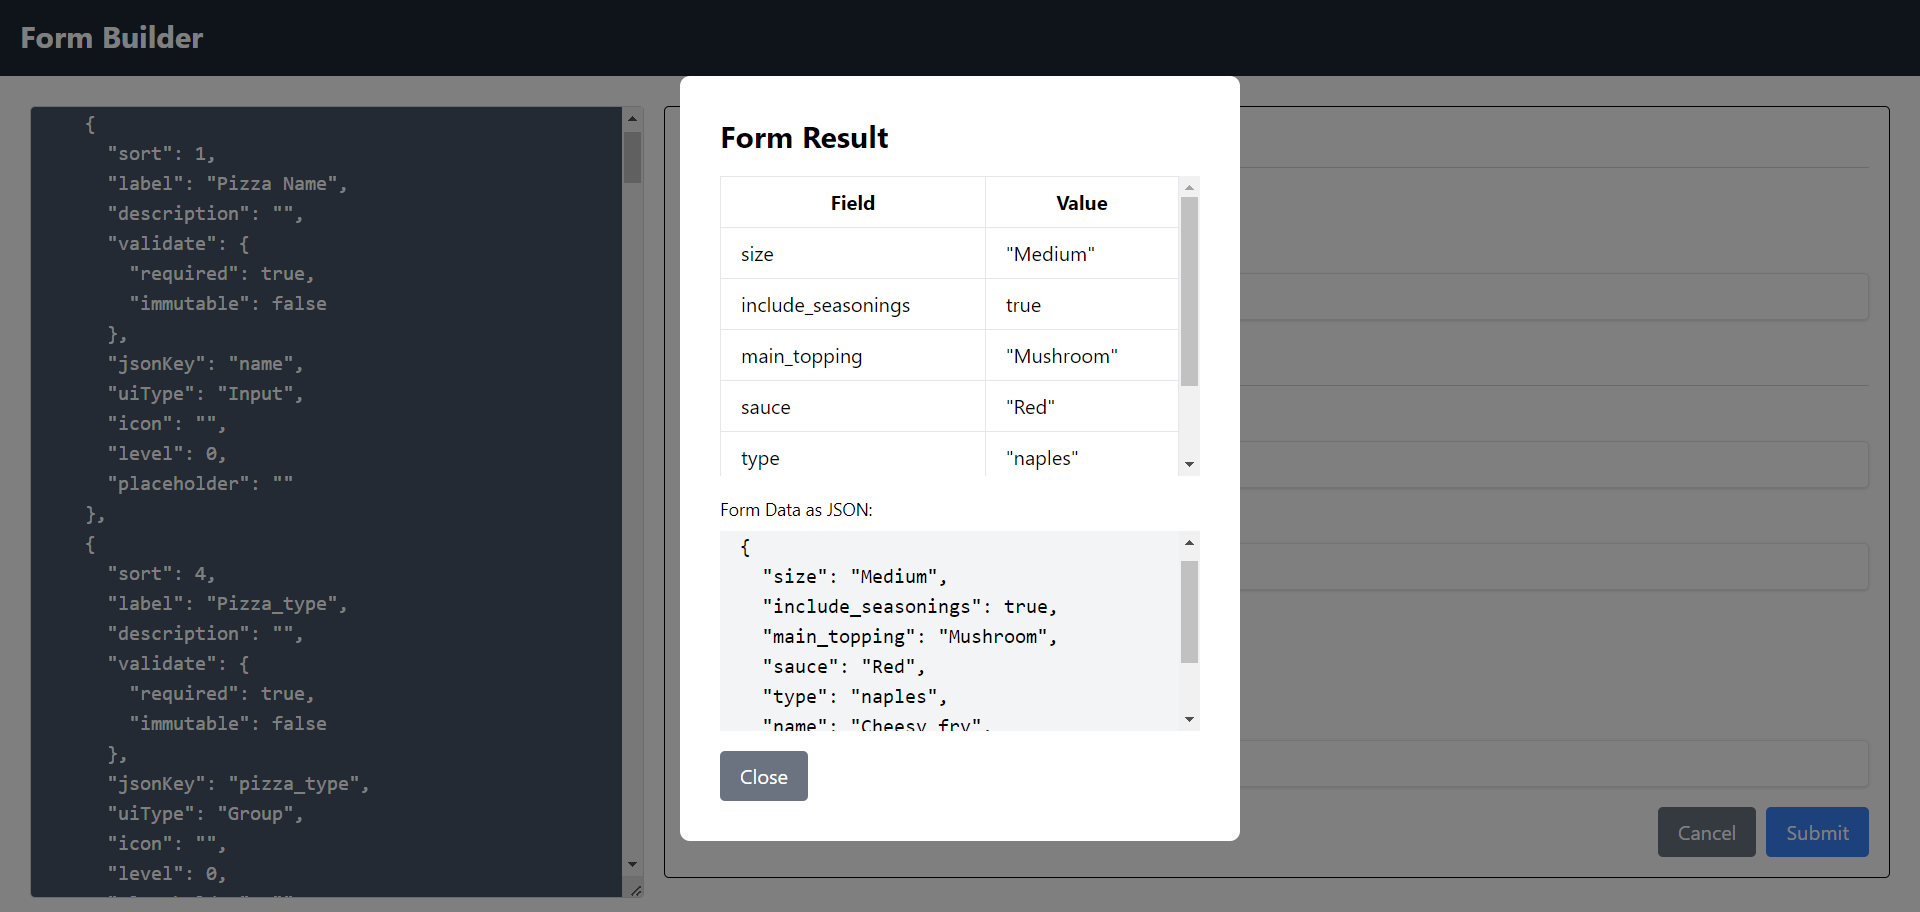 Form Builder
{
"sort": 1,
"label": "Pizza Name",
"description": "",
"validate": {
"required": true,
"immutable": false
},
"jsonKey": "name",
"uiType": "Input",
"icon": "",
"level": 0,
"placeholder": ""
},
{
"sort": 4,
"label": "Pizza_type",
"description": "",
"validate": {
"required": true,
"immutable": false
},
"jsonKey": "pizza_type",
"uiType": "Group",
"icon": "",
"level": 0,
Form Result
Field Value
size "Medium"
include_seasonings true
main_topping "Mushroom"
sauce "Red"
type "naples"
Form Data as JSON:
{
"size": "Medium",
"include_seasonings": true,
"main_topping": "Mushroom",
"sauce": "Red",
"type": "naples",
"name": "Cheesy fry",
Close
Cancel Submit